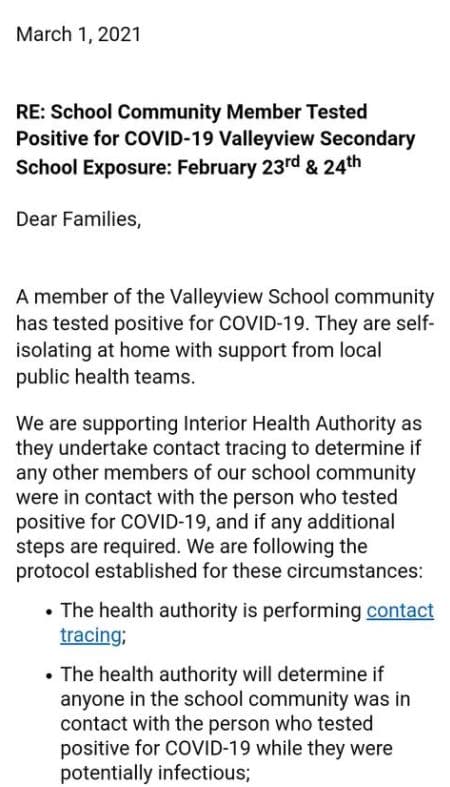 March 1, 2021
RE: School Community Member Tested
Positive for COVID-19 Valleyview Secondary
School Exposure: February 23rd & 24th
Dear Families,
A member of the Valleyview School community
has tested positive for COVID-19. They are self-
isolating at home with support from local
public health teams.
We are supporting Interior Health Authority as
they undertake contact tracing to determine if
any other members of our school community
were in contact with the person who tested
positive for COVID-19, and if any additional
steps are required. We are following the
protocol established for these circumstances:
• The health authority is performing contact
tracing;
• The health authority will determine if
anyone in the school community was in
contact with the person who tested
positive for COVID-19 while they were
potentially infectious;